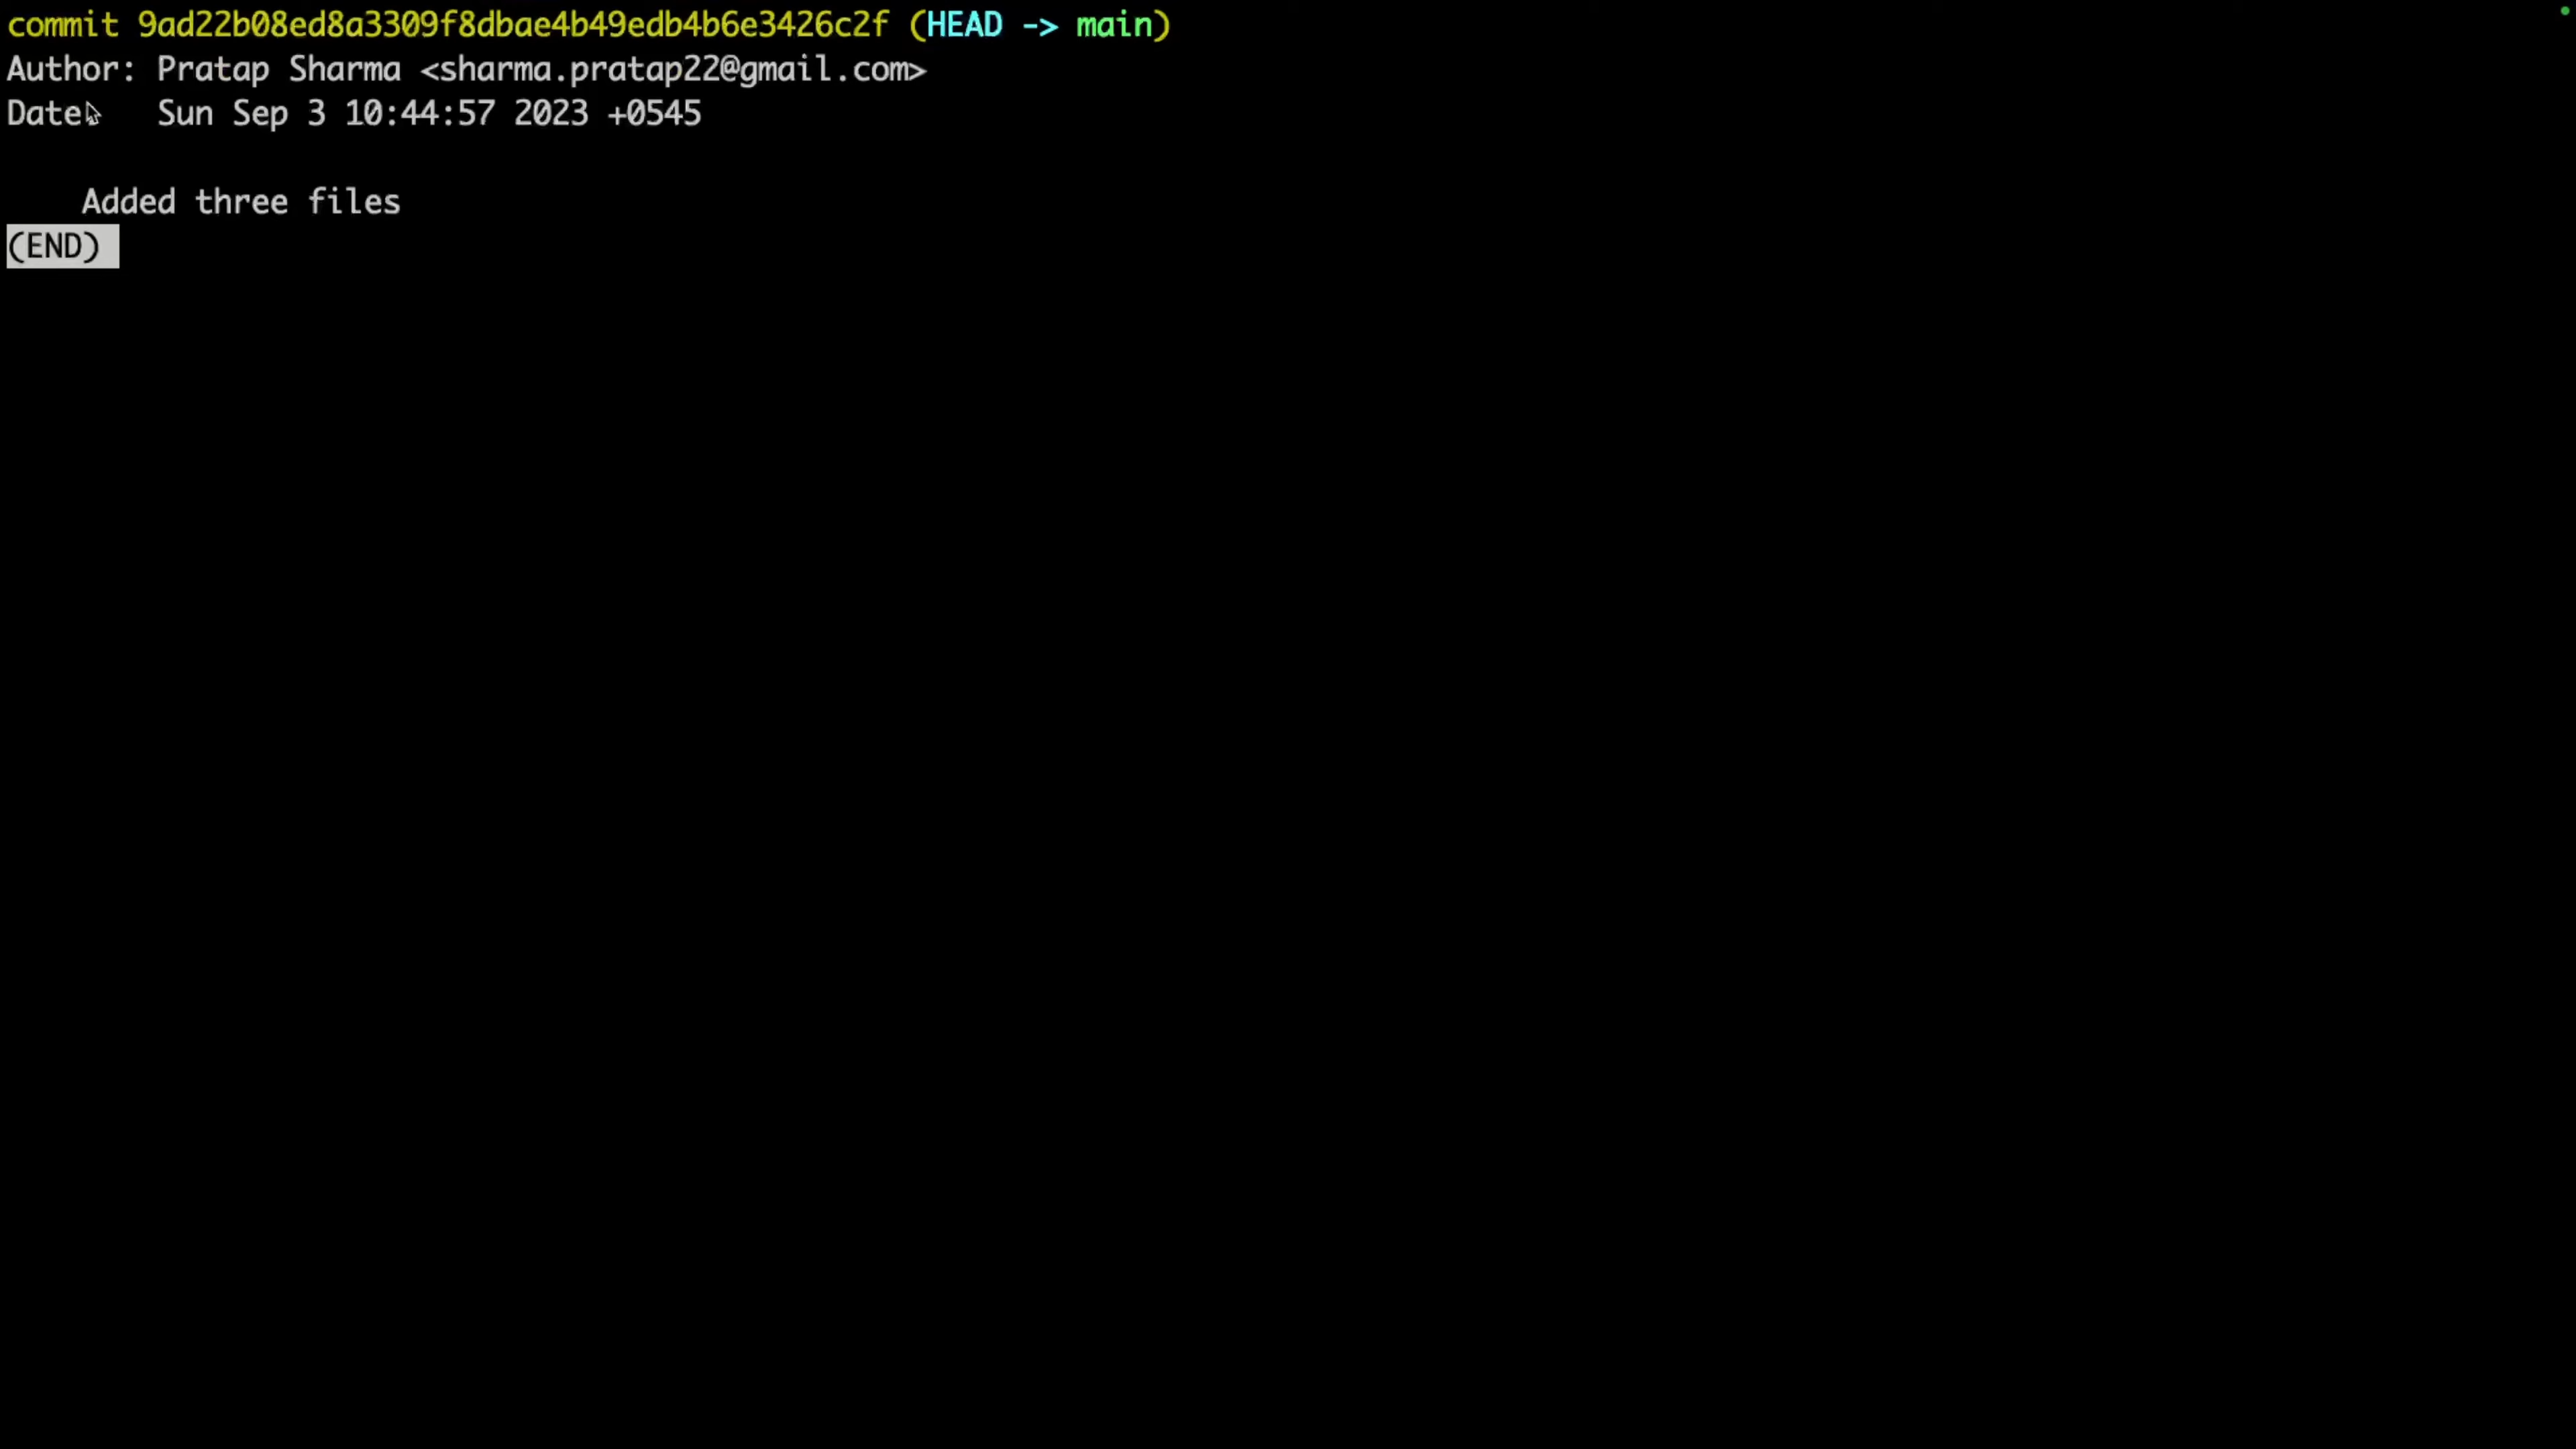 commit 9ad22b08ed8a3309f8dbae4b49edb4b6e3426c2f (HEAD -> main)
Author: Pratap Sharma <sharma.pratap22@gmail.com>
Date   Sun Sep 3 10:44:57 2023 +0545
Added three files
(END)